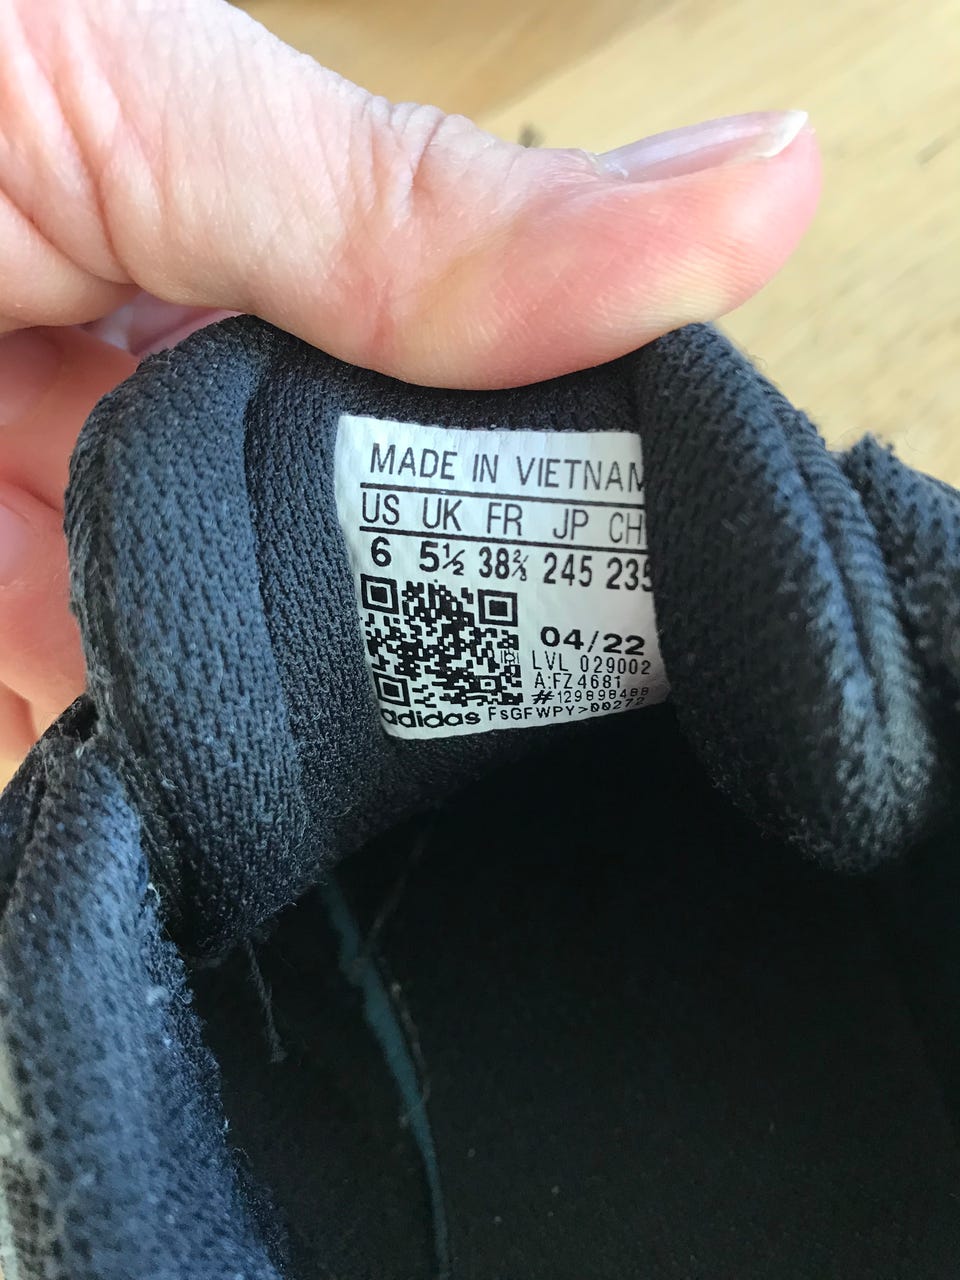 MADE IN VIETNAM
US UK FR JP CH
6 5½ 38⅔ 245 235
04/22
LVL 029002
A:FZ4681
#129898488
adidas FsGFWPY>00272